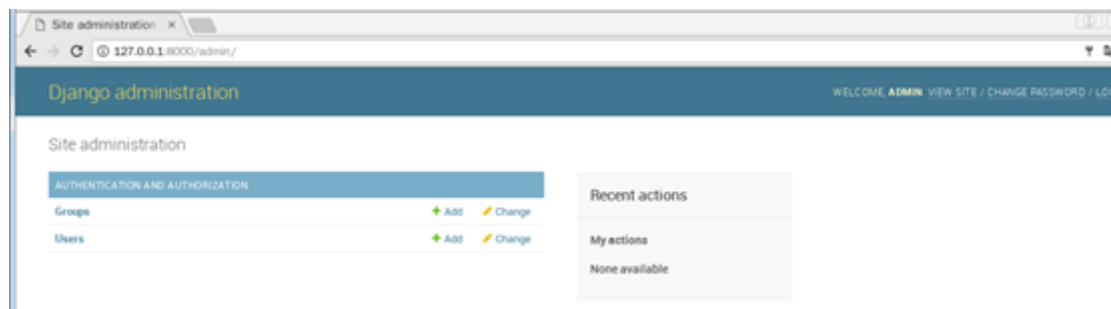 Site administration
127.0.0.1:8000/admin/
Django administration
WELCOME, ADMIN. VIEW SITE / CHANGE PASSWORD / LO
Site administration
AUTHENTICATION AND AUTHORIZATION
Groups + Add Change
Users + Add Change
Recent actions
My actions
None available